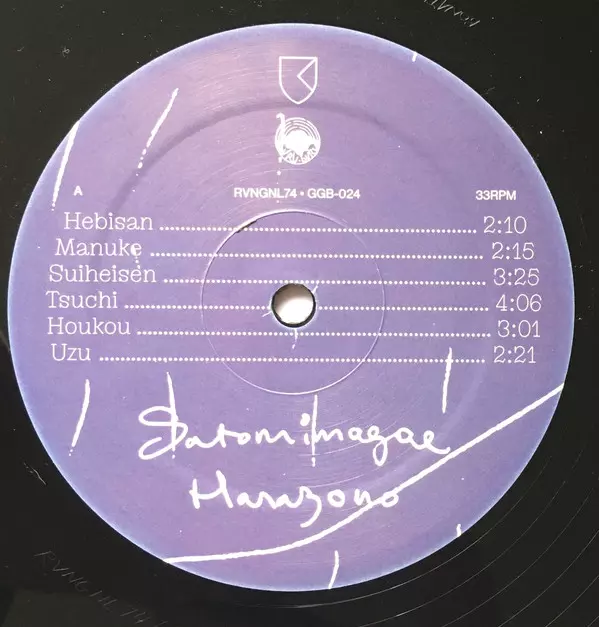 A RVNGNL74 • GGB-024 33RPM
Hebisan ........................ 2:10
Manuke ........................ 2:15
Suiheisen ........................ 3:25
Tsuchi ........................ 4:06
Houkou ........................ 3:01
Uzu ........................ 2:21
Satomimagae
Hanazono